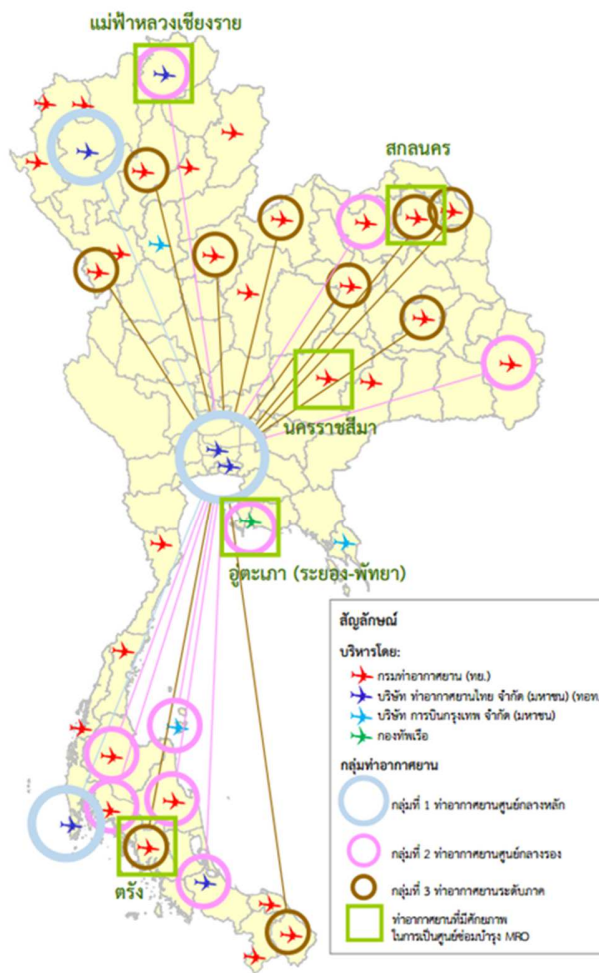 แม่ฟ้าหลวงเชียงราย
สกลนคร
นครราชสีมา
อู่ตะเภา (ระยอง-พัทยา)
ตรัง
สัญลักษณ์
บริหารโดย:
กรมท่าอากาศยาน (ทย.)
บริษัท ท่าอากาศยานไทย จำกัด (มหาชน) (ทอท.
บริษัท การบินกรุงเทพ จำกัด (มหาชน)
กองทัพเรือ
กลุ่มท่าอากาศยาน
กลุ่มที่ 1 ท่าอากาศยานศูนย์กลางหลัก
กลุ่มที่ 2 ท่าอากาศยานศูนย์กลางรอง
กลุ่มที่ 3 ท่าอากาศยานระดับภาค
ท่าอากาศยานที่มีศักยภาพ
ในการเป็นศูนย์ซ่อมบำรุง MRO